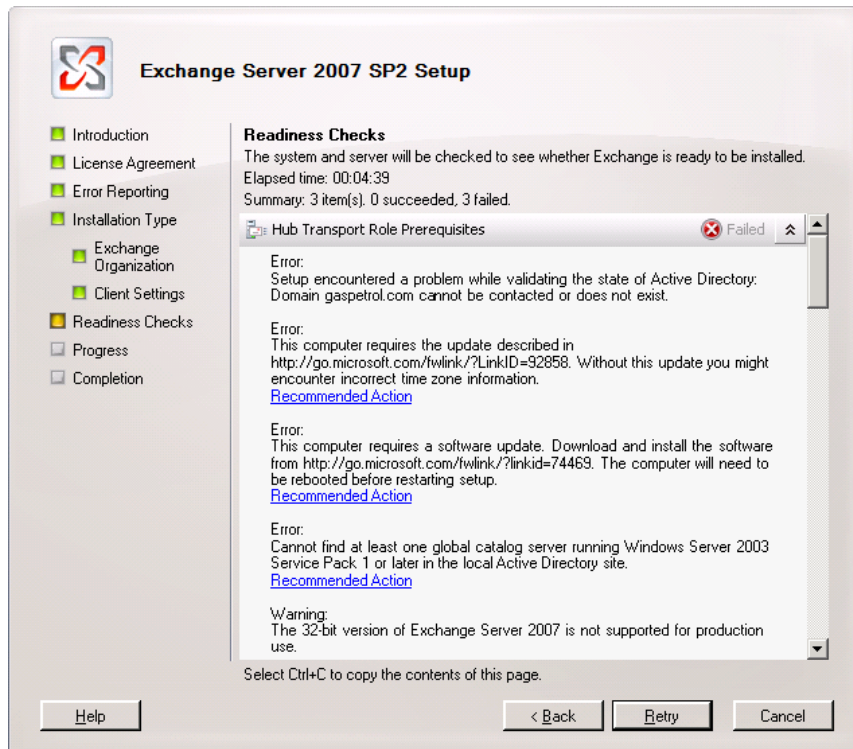 Exchange Server 2007 SP2 Setup
Introduction
License Agreement
Error Reporting
Installation Type
Exchange
Organization
Client Settings
Readiness Checks
Progress
Completion
Readiness Checks
The system and server will be checked to see whether Exchange is ready to be installed.
Elapsed time: 00:04:39
Summary: 3 item(s). 0 succeeded, 3 failed.
Hub Transport Role Prerequisites
Failed
Error:
Setup encountered a problem while validating the state of Active Directory:
Domain gaspetrol.com cannot be contacted or does not exist.
Error:
This computer requires the update described in
http://go.microsoft.com/fwlink/?LinkID=92858. Without this update you might
encounter incorrect time zone information.
Recommended Action
Error:
This computer requires a software update. Download and install the software
from http://go.microsoft.com/fwlink/?linkid=74469. The computer will need to
be rebooted before restarting setup.
Recommended Action
Error:
Cannot find at least one global catalog server running Windows Server 2003
Service Pack 1 or later in the local Active Directory site.
Recommended Action
Warning:
The 32-bit version of Exchange Server 2007 is not supported for production
use.
Select Ctrl+C to copy the contents of this page.
Help
< Back
Retry
Cancel